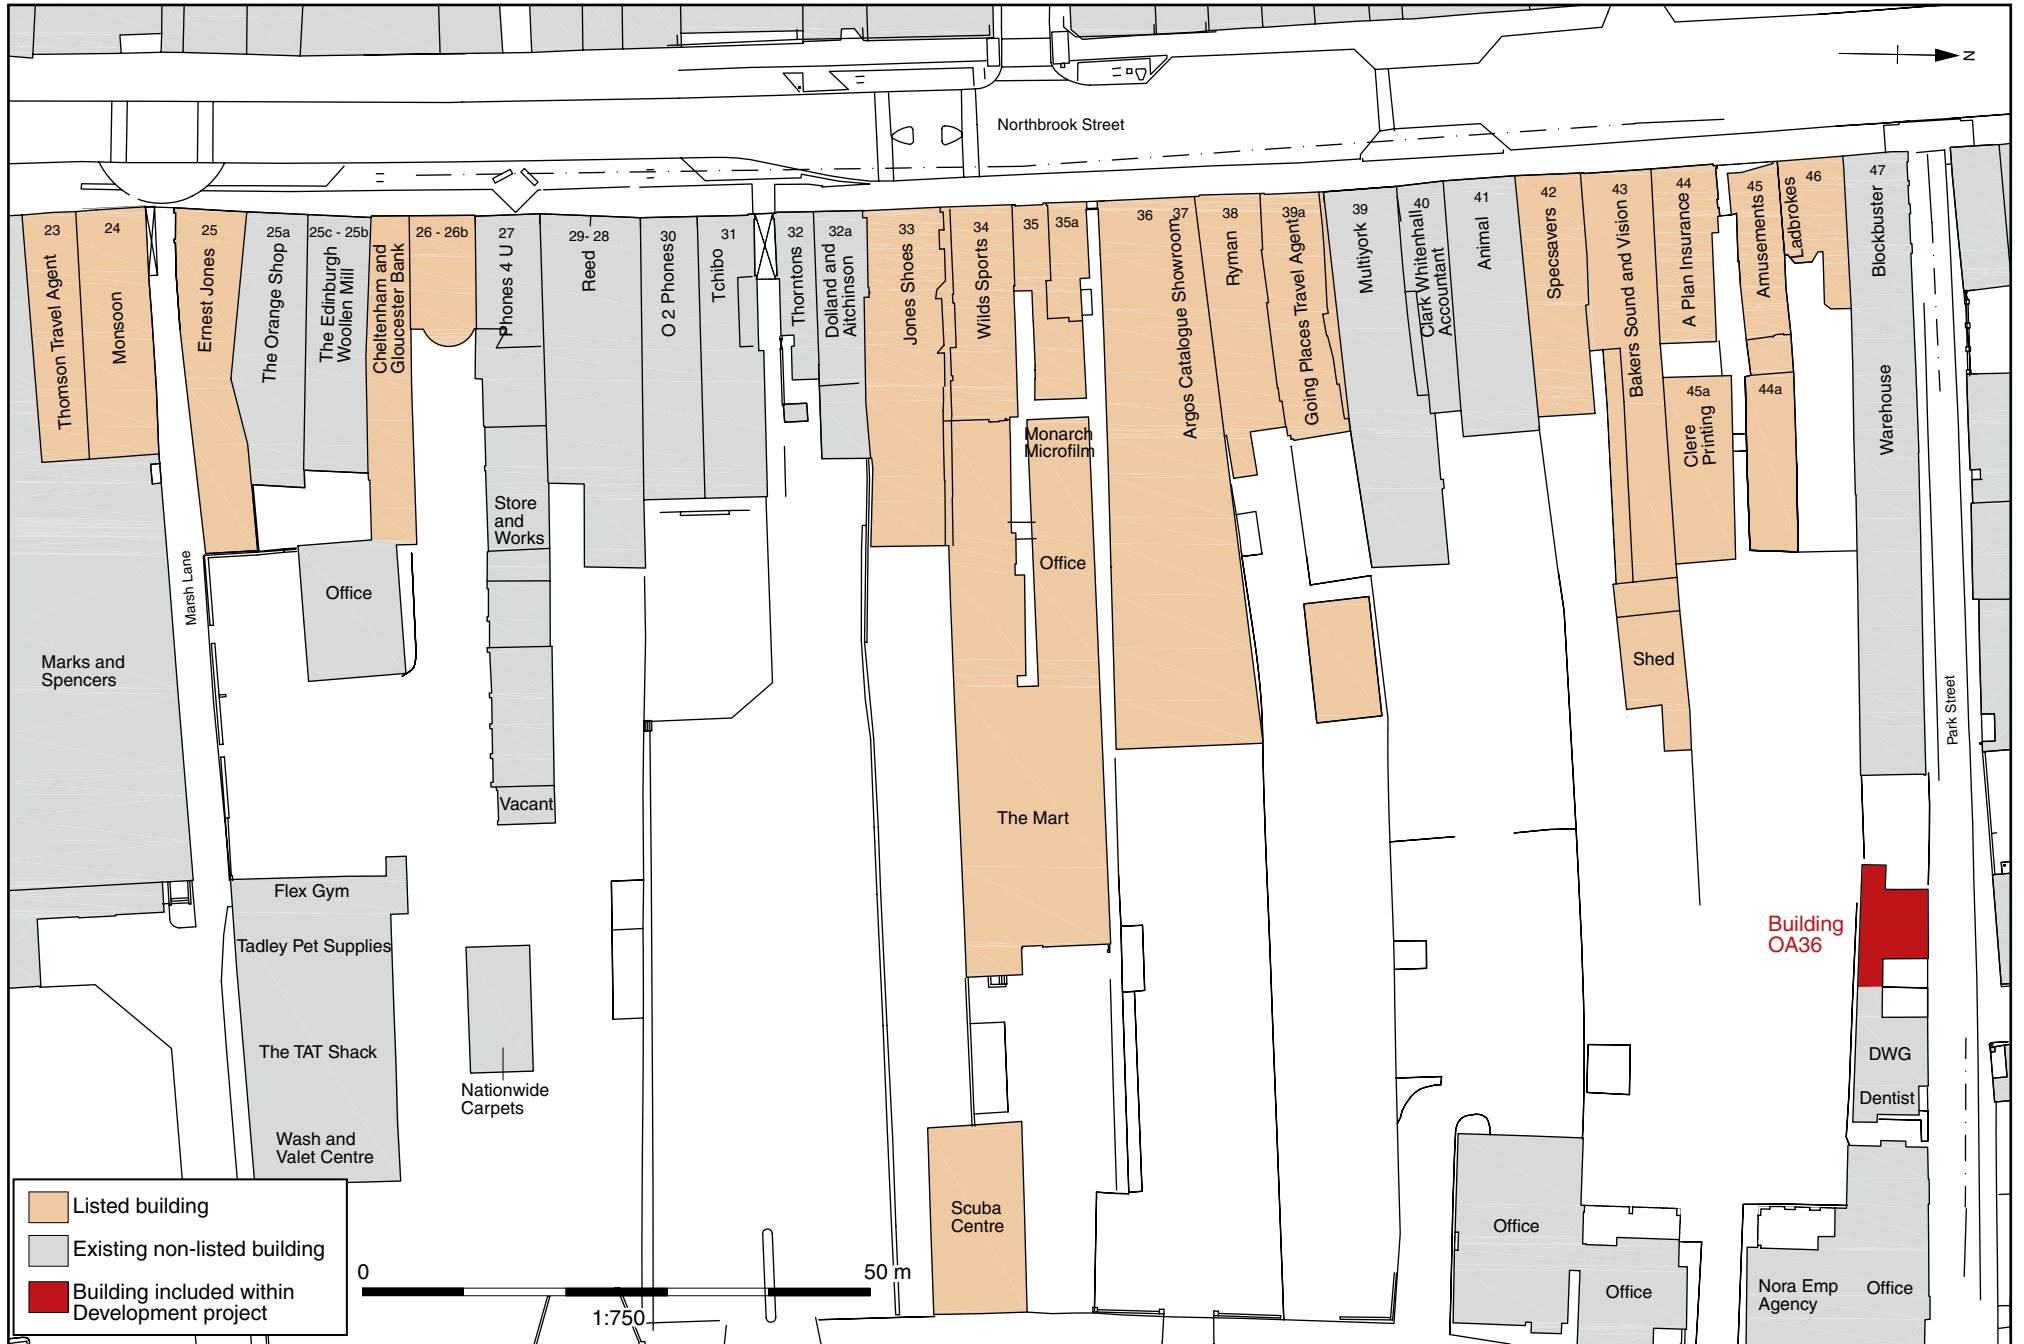 N
Northbrook Street
23
Thomson Travel Agent
24
Monsoon
25
Ernest Jones
25a
The Orange Shop
25c - 25b
The Edinburgh
Woollen Mill
Cheltenham and
Gloucester Bank
26 - 26b
27
Phones 4 U
29- 28
Reed
30
O 2 Phones
31
Tchibo
32
Thorntons
32a
Dolland and
Aitchinson
33
Jones Shoes
34
Wilds Sports
35
35a
36
37
Argos Catalogue Showroom
38
Ryman
39a
Going Places Travel Agent
39
Multiyork
40
Clark Whitenhall
Accountant
41
Animal
42
Specsavers
43
Bakers Sound and Vision
44
A Plan Insurance
45
Amusements
46
Ladbrokes
47
Blockbuster
Warehouse
45a
Clere
Printing
44a
Monarch
Microfilm
Office
Store
and
Works
Office
Marsh Lane
Marks and
Spencers
Shed
Park Street
Vacant
The Mart
Flex Gym
Tadley Pet Supplies
The TAT Shack
Wash and
Valet Centre
Nationwide
Carpets
Building
OA36
DWG
Dentist
Scuba
Centre
Office
Office
Nora Emp
Agency
Office
Listed building
Existing non-listed building
Building included within
Development project
0
50 m
1:750